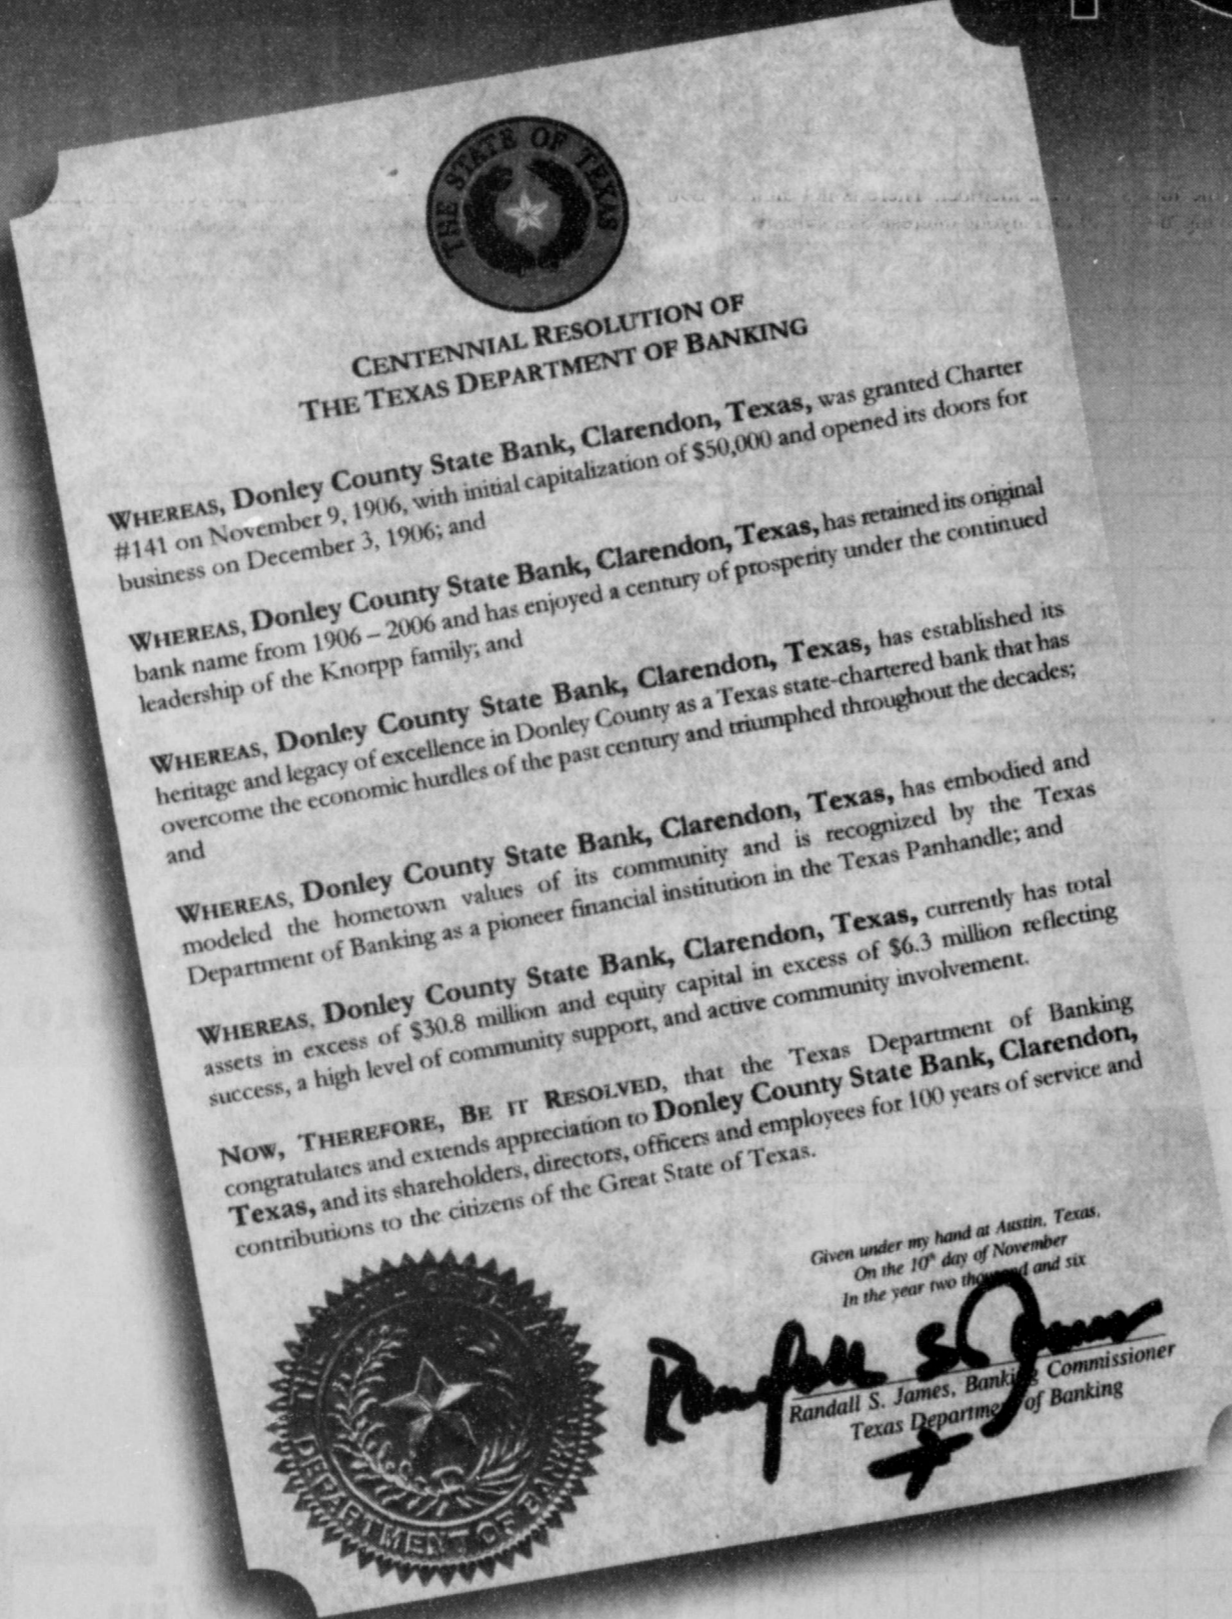 THE STATE OF TEXAS
CENTENNIAL RESOLUTION OF
THE TEXAS DEPARTMENT OF BANKING
WHEREAS, Donley County State Bank, Clarendon, Texas, was granted Charter
#141 on November 9, 1906, with initial capitalization of $50,000 and opened its doors for
business on December 3, 1906; and
WHEREAS, Donley County State Bank, Clarendon, Texas, has retained its original
bank name from 1906 – 2006 and has enjoyed a century of prosperity under the continued
leadership of the Knorpp family; and
WHEREAS, Donley County State Bank, Clarendon, Texas, has established its
heritage and legacy of excellence in Donley County as a Texas state-chartered bank that has
overcome the economic hurdles of the past century and triumphed throughout the decades;
and
WHEREAS, Donley County State Bank, Clarendon, Texas, has embodied and
modeled the hometown values of its community and is recognized by the Texas
Department of Banking as a pioneer financial institution in the Texas Panhandle; and
WHEREAS, Donley County State Bank, Clarendon, Texas, currently has total
assets in excess of $30.8 million and equity capital in excess of $6.3 million reflecting
success, a high level of community support, and active community involvement.
NOW, THEREFORE, BE IT RESOLVED, that the Texas Department of Banking
congratulates and extends appreciation to Donley County State Bank, Clarendon,
Texas, and its shareholders, directors, officers and employees for 100 years of service and
contributions to the citizens of the Great State of Texas.
Given under my hand at Austin, Texas,
On the 10th day of November
In the year two thousand and six
Randall S. James
Randall S. James, Banking Commissioner
Texas Department of Banking
DEPARTMENT OF BANKING